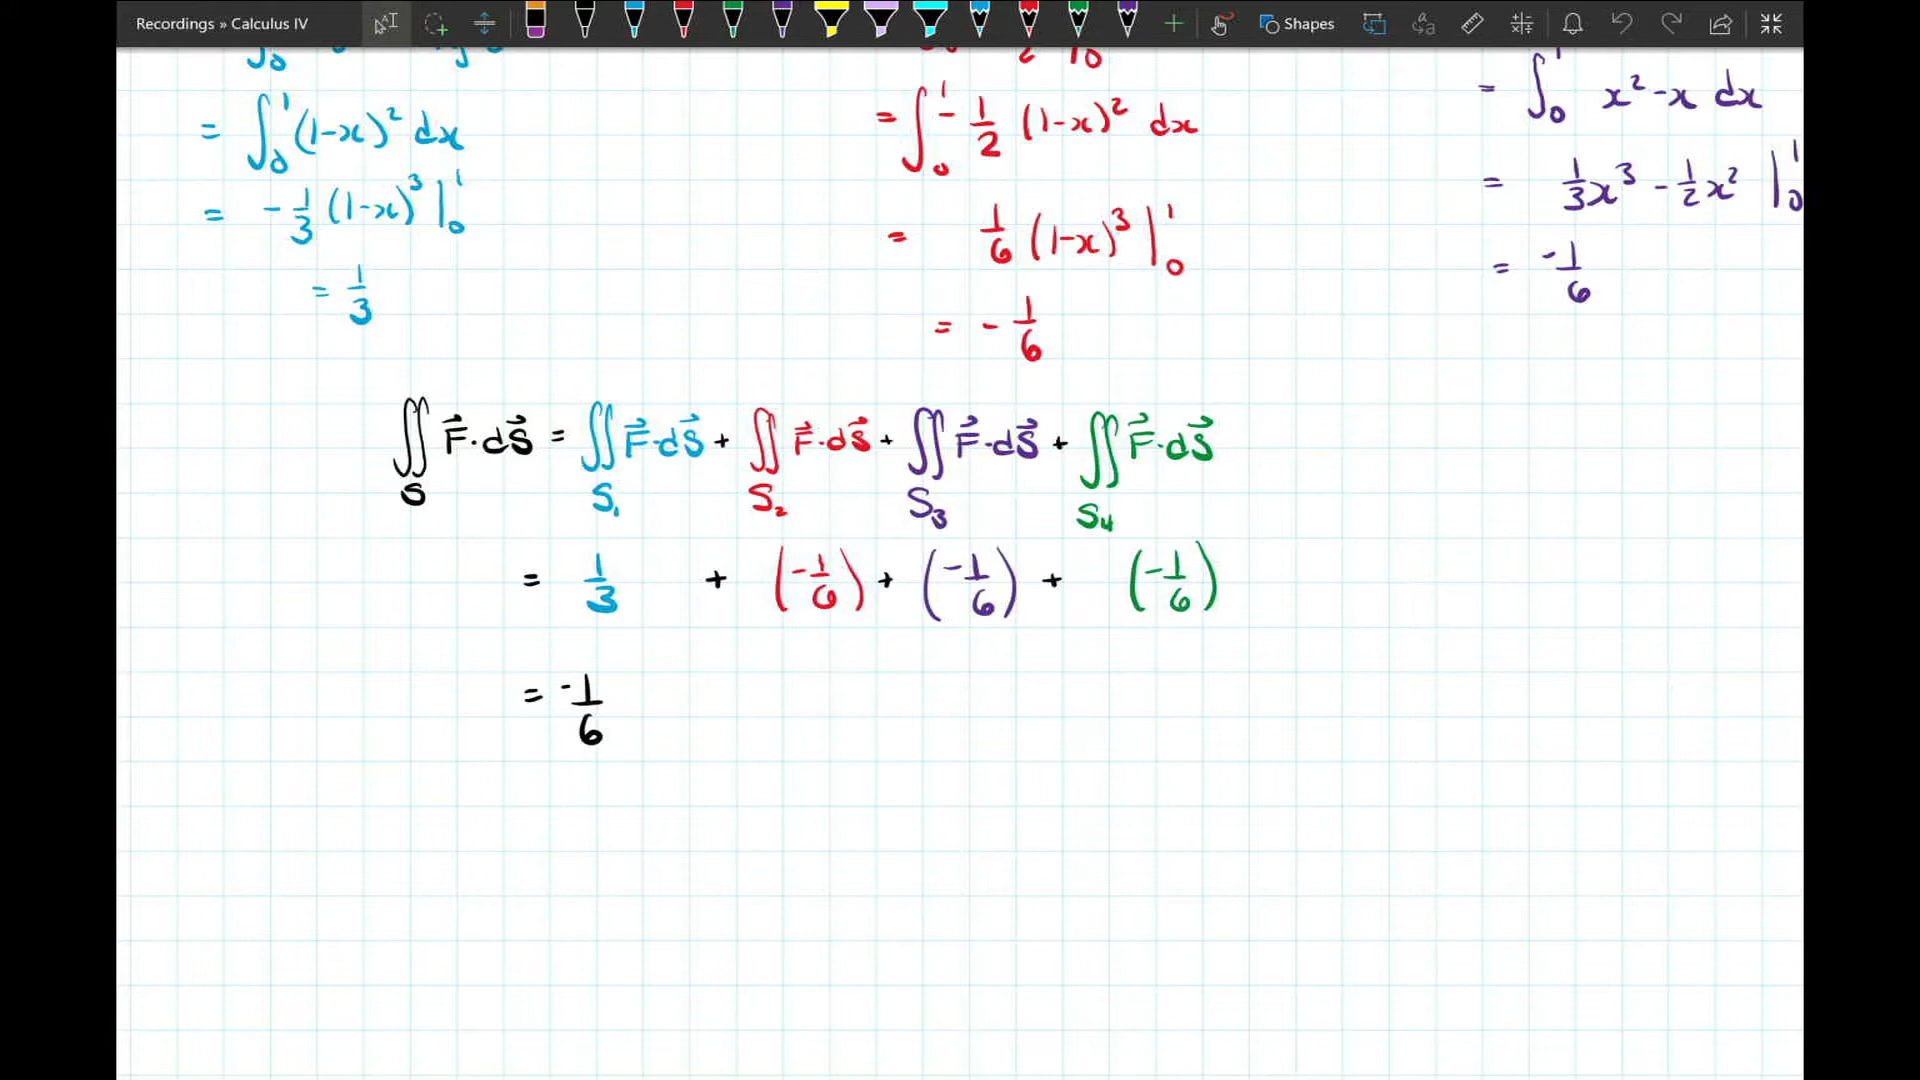 Recordings » Calculus IV
Shapes
= ∫₀¹ (1-x)² dx
= -1/3 (1-x)³ |₀¹
= 1/3
= ∫₀¹ -1/2 (1-x)² dx
= 1/6 (1-x)³ |₀¹
= -1/6
= ∫₀¹ x²-x dx
= 1/3x³ - 1/2x² |₀¹
= -1/6
∬_S F⃗·dS⃗ = ∬_S₁ F⃗·dS⃗ + ∬_S₂ F⃗·dS⃗ + ∬_S₃ F⃗·dS⃗ + ∬_S₄ F⃗·dS⃗
= 1/3 + (-1/6) + (-1/6) + (-1/6)
= -1/6